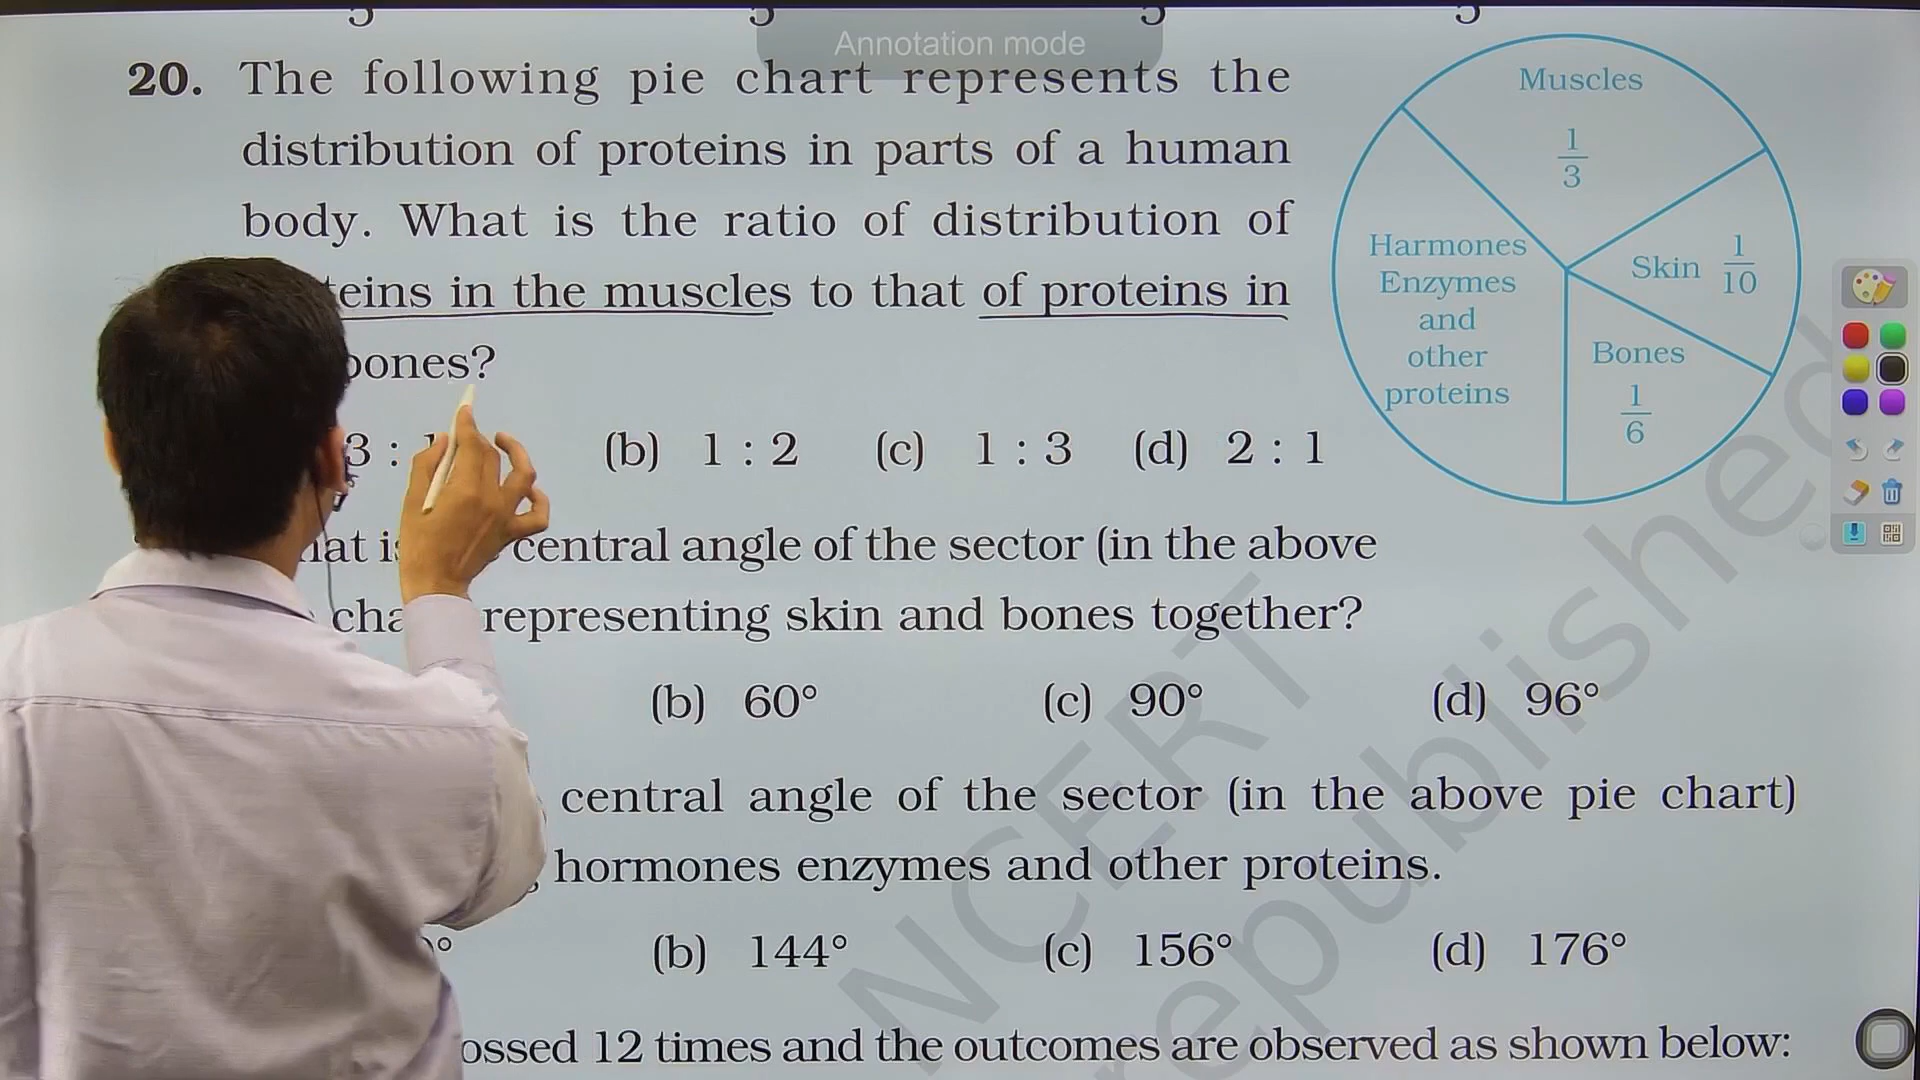 Annotation mode
20. The following pie chart represents the
distribution of proteins in parts of a human
body. What is the ratio of distribution of
teins in the muscles to that of proteins in
bones?
3 : (b) 1 : 2 (c) 1 : 3 (d) 2 : 1
central angle of the sector (in the above
representing skin and bones together?
(b) 60° (c) 90° (d) 96°
central angle of the sector (in the above pie chart)
hormones enzymes and other proteins.
(b) 144° (c) 156° (d) 176°
ossed 12 times and the outcomes are observed as shown below:
Muscles
1/3
Skin 1/10
Bones
1/6
Harmones
Enzymes
and
other
proteins
NCERT
republished